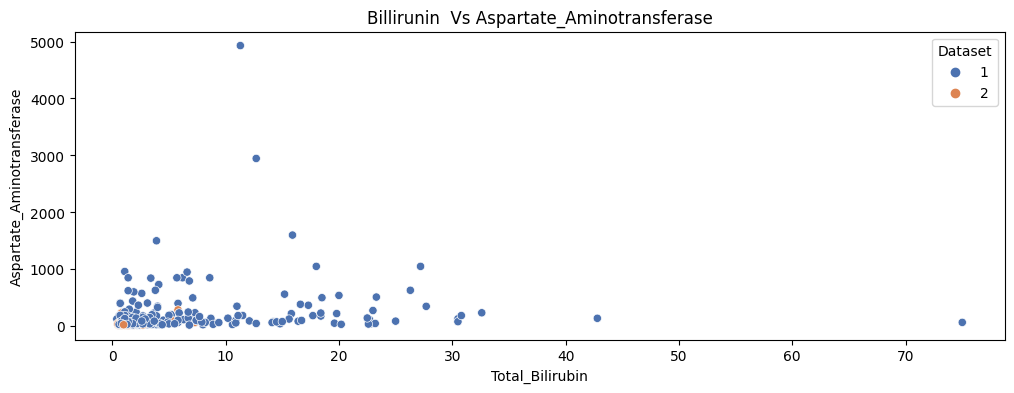 Billirunin  Vs Aspartate_Aminotransferase
Dataset
1
2
5000
4000
3000
2000
1000
0
Aspartate_Aminotransferase
0 10 20 30 40 50 60 70
Total_Bilirubin